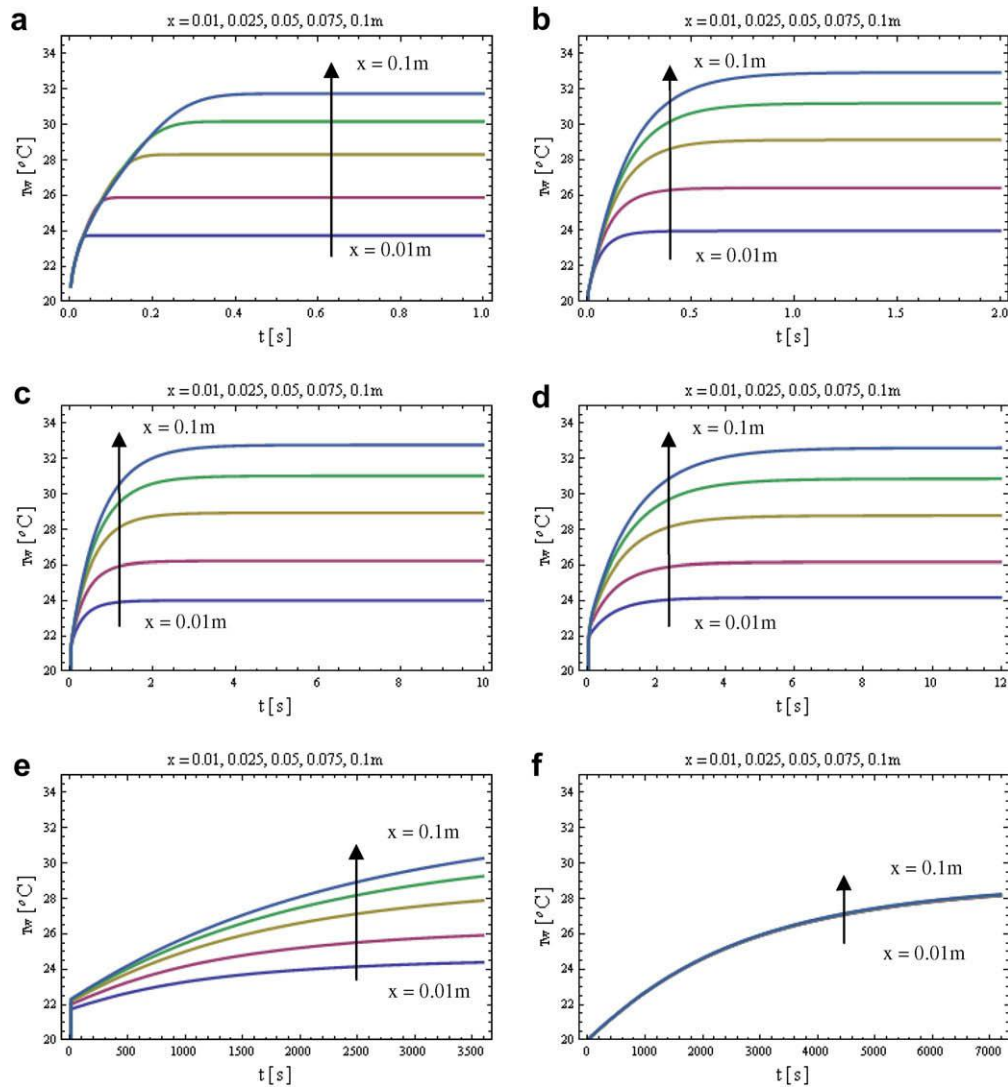 a
x = 0.01, 0.025, 0.05, 0.075, 0.1m
34
32
30
28
26
24
22
20
Tw [°C]
x = 0.1m
x = 0.01m
0.0 0.2 0.4 0.6 0.8 1.0
t[s]
b
x = 0.01, 0.025, 0.05, 0.075, 0.1m
34
32
30
28
26
24
22
20
Tw [°C]
x = 0.1m
x = 0.01m
0.0 0.5 1.0 1.5 2.0
t[s]
c
x = 0.01, 0.025, 0.05, 0.075, 0.1m
34
32
30
28
26
24
22
20
Tw [°C]
x = 0.1m
x = 0.01m
0 2 4 6 8 10
t[s]
d
x = 0.01, 0.025, 0.05, 0.075, 0.1m
34
32
30
28
26
24
22
20
Tw [°C]
x = 0.1m
x = 0.01m
0 2 4 6 8 10 12
t[s]
e
x = 0.01, 0.025, 0.05, 0.075, 0.1m
34
32
30
28
26
24
22
20
Tw [°C]
x = 0.1m
x = 0.01m
0 500 1000 1500 2000 2500 3000 3500
t[s]
f
x = 0.01, 0.025, 0.05, 0.075, 0.1m
34
32
30
28
26
24
22
20
Tw [°C]
x = 0.1m
x = 0.01m
0 1000 2000 3000 4000 5000 6000 7000
t[s]